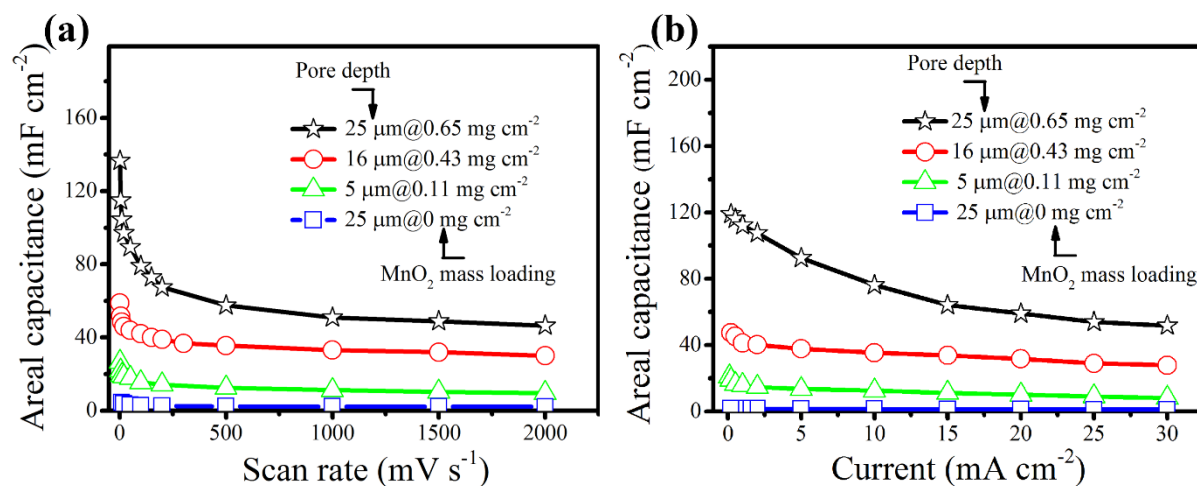 (a)
Areal capacitance (mF cm⁻²)
160
120
80
40
0
Pore depth
25 μm@0.65 mg cm⁻²
16 μm@0.43 mg cm⁻²
5 μm@0.11 mg cm⁻²
25 μm@0 mg cm⁻²
MnO₂ mass loading
0 500 1000 1500 2000
Scan rate (mV s⁻¹)
(b)
Areal capacitance (mF cm⁻²)
200
160
120
80
40
0
Pore depth
25 μm@0.65 mg cm⁻²
16 μm@0.43 mg cm⁻²
5 μm@0.11 mg cm⁻²
25 μm@0 mg cm⁻²
MnO₂ mass loading
0 5 10 15 20 25 30
Current (mA cm⁻²)